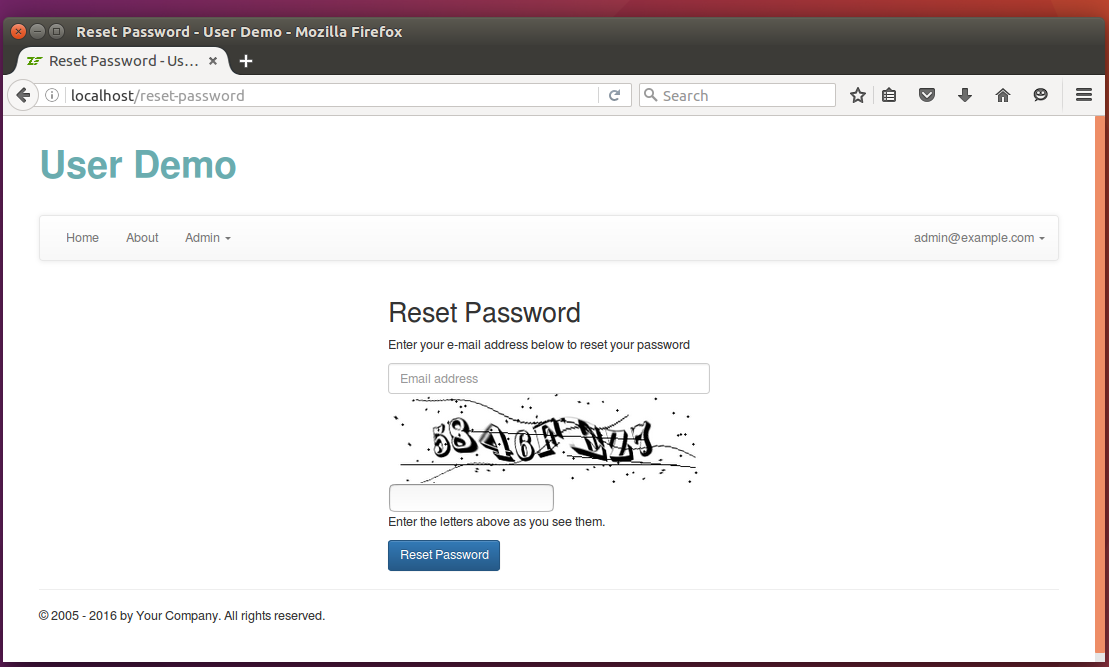 Reset Password - User Demo - Mozilla Firefox
Reset Password - Us...
localhost/reset-password
Search
User Demo
Home About Admin admin@example.com
Reset Password
Enter your e-mail address below to reset your password
Email address
Enter the letters above as you see them.
Reset Password
© 2005 - 2016 by Your Company. All rights reserved.